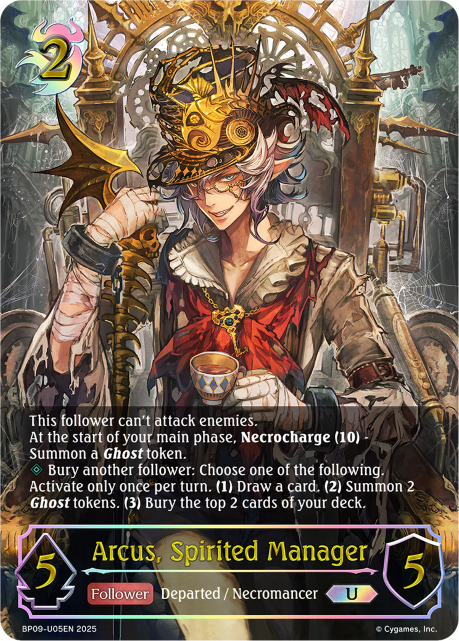 2
This follower can't attack enemies.
At the start of your main phase, Necrocharge (10) -
Summon a Ghost token.
Bury another follower: Choose one of the following.
Activate only once per turn. (1) Draw a card. (2) Summon 2
Ghost tokens. (3) Bury the top 2 cards of your deck.
Arcus, Spirited Manager
5
Follower Departed / Necromancer U
5
BP09-U05EN 2025 © Cygames, Inc.